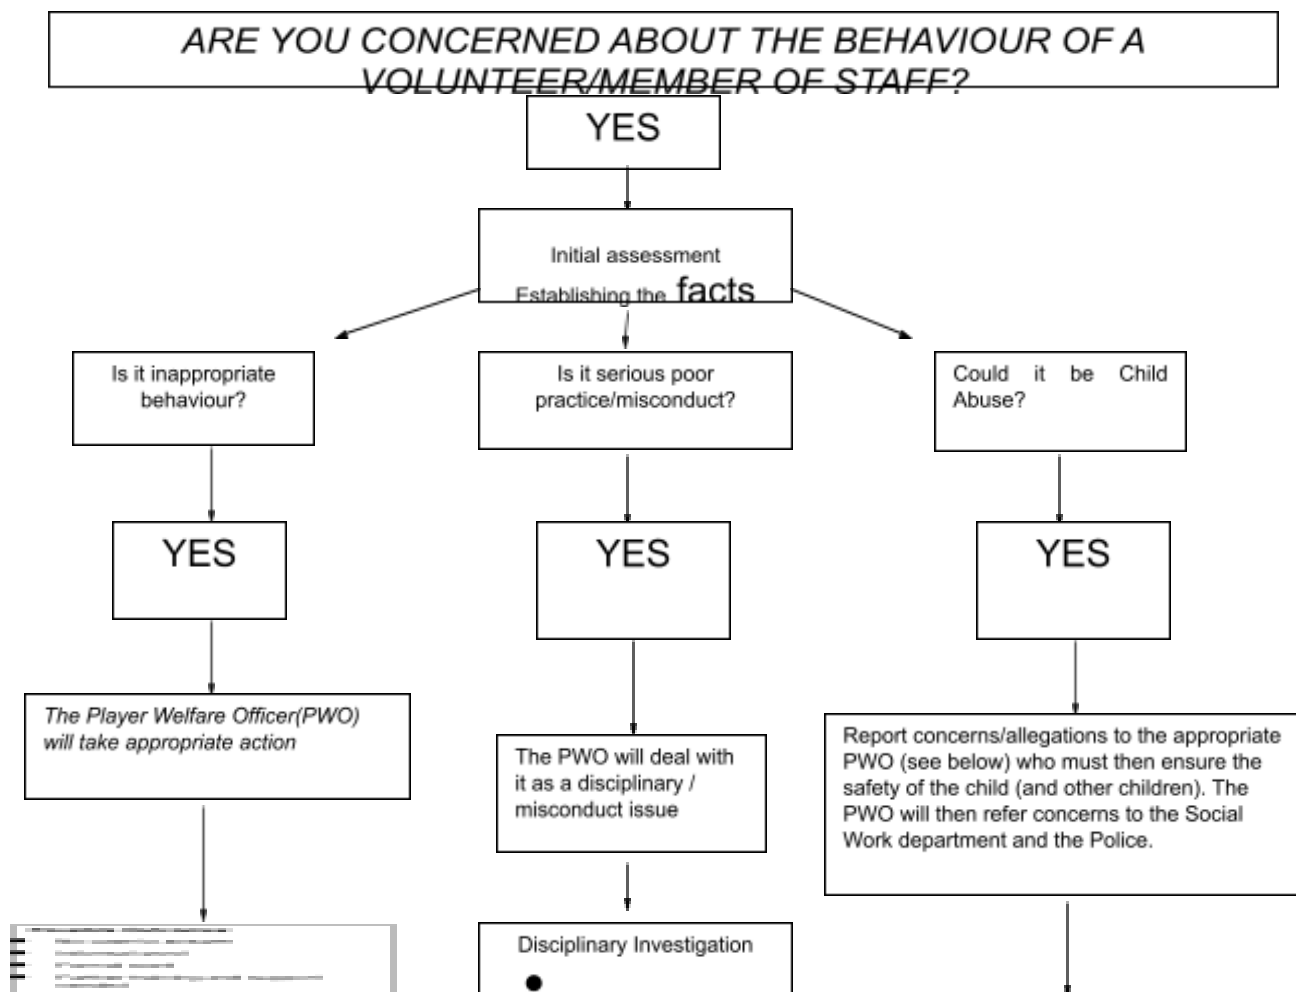 ARE YOU CONCERNED ABOUT THE BEHAVIOUR OF A
VOLUNTEER/MEMBER OF STAFF?
YES
Initial assessment
Establishing the facts
Is it inappropriate
behaviour?
Is it serious poor
practice/misconduct?
Could it be Child
Abuse?
YES
YES
YES
The Player Welfare Officer(PWO)
will take appropriate action
The PWO will deal with
it as a disciplinary /
misconduct issue
Report concerns/allegations to the appropriate
PWO (see below) who must then ensure the
safety of the child (and other children). The
PWO will then refer concerns to the Social
Work department and the Police.
Disciplinary Investigation